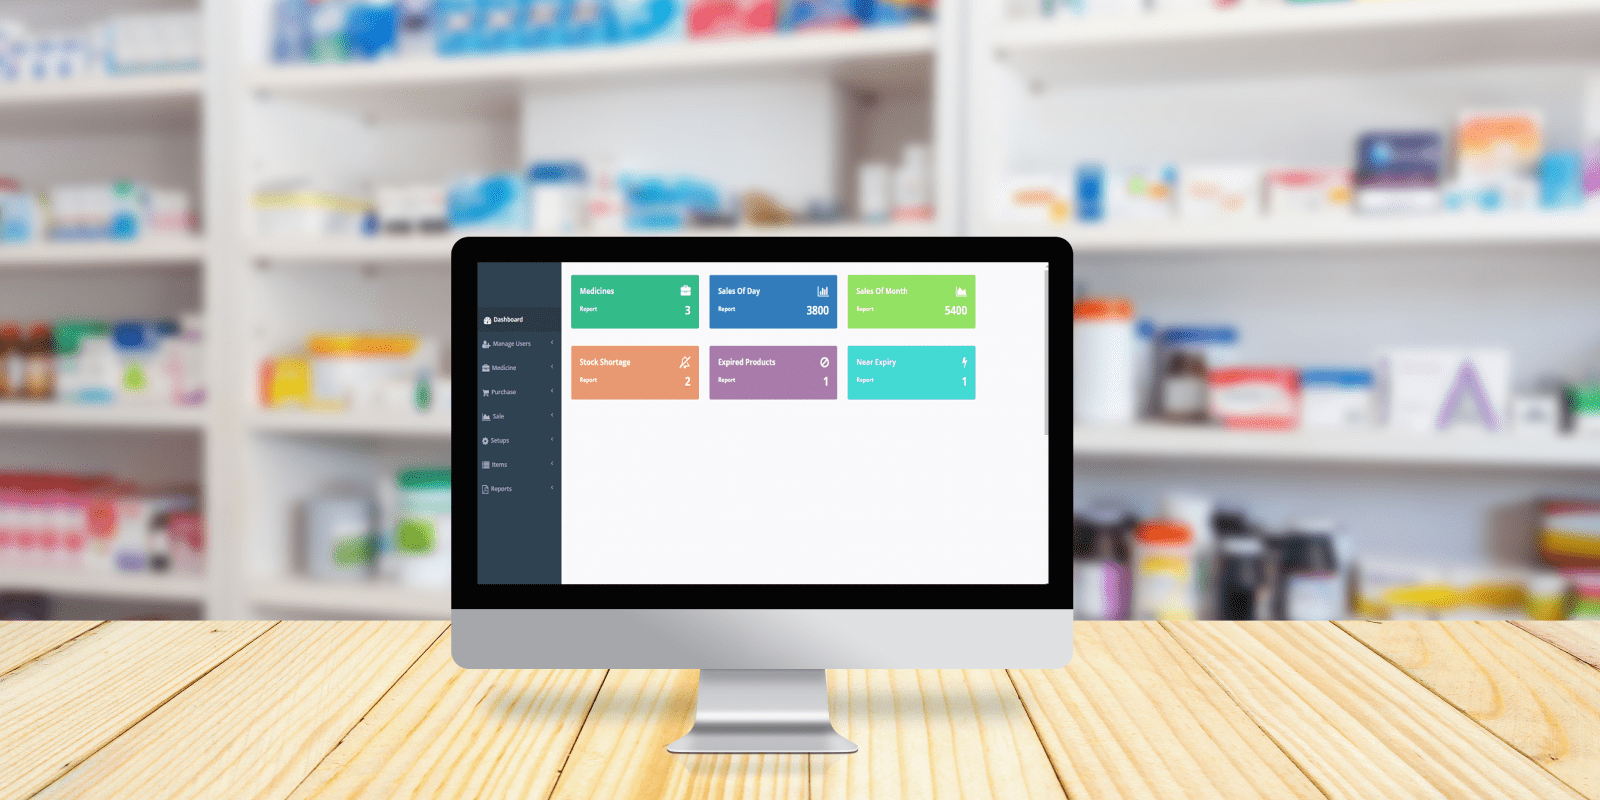 Dashboard
Manage Users
Medicine
Purchase
Sale
Setups
Items
Reports
Medicines
Report 3
Sales Of Day
Report 3800
Sales Of Month
Report 5400
Stock Shortage
Report 2
Expired Products
Report 1
Near Expiry
Report 1